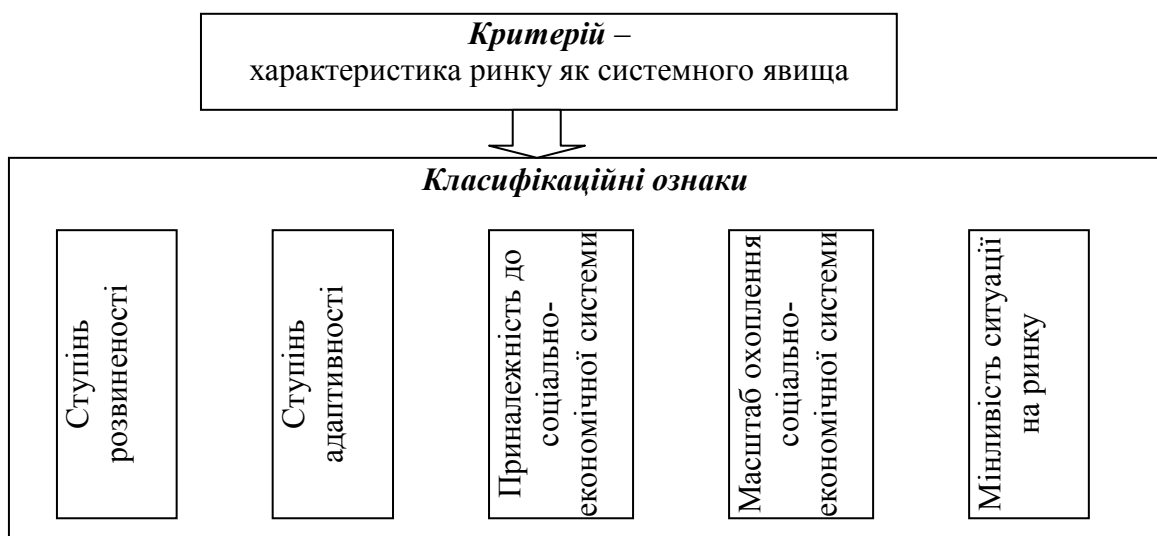 Критерій –
характеристика ринку як системного явища
Класифікаційні ознаки
Ступінь
розвиненості
Ступінь
адаптивності
Приналежність до
соціально-
економічної системи
Масштаб охоплення
соціально-
економічної системи
Мінливість ситуації
на ринку